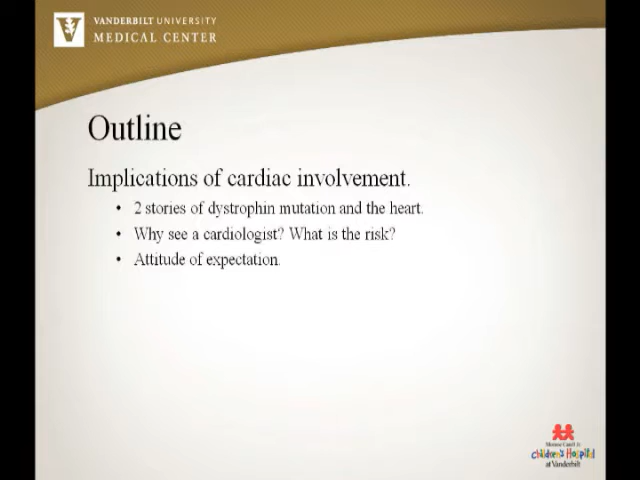 VANDERBILT UNIVERSITY
MEDICAL CENTER
Outline
Implications of cardiac involvement.
• 2 stories of dystrophin mutation and the heart.
• Why see a cardiologist? What is the risk?
• Attitude of expectation.
Monroe Carell Jr.
Children's Hospital
at Vanderbilt